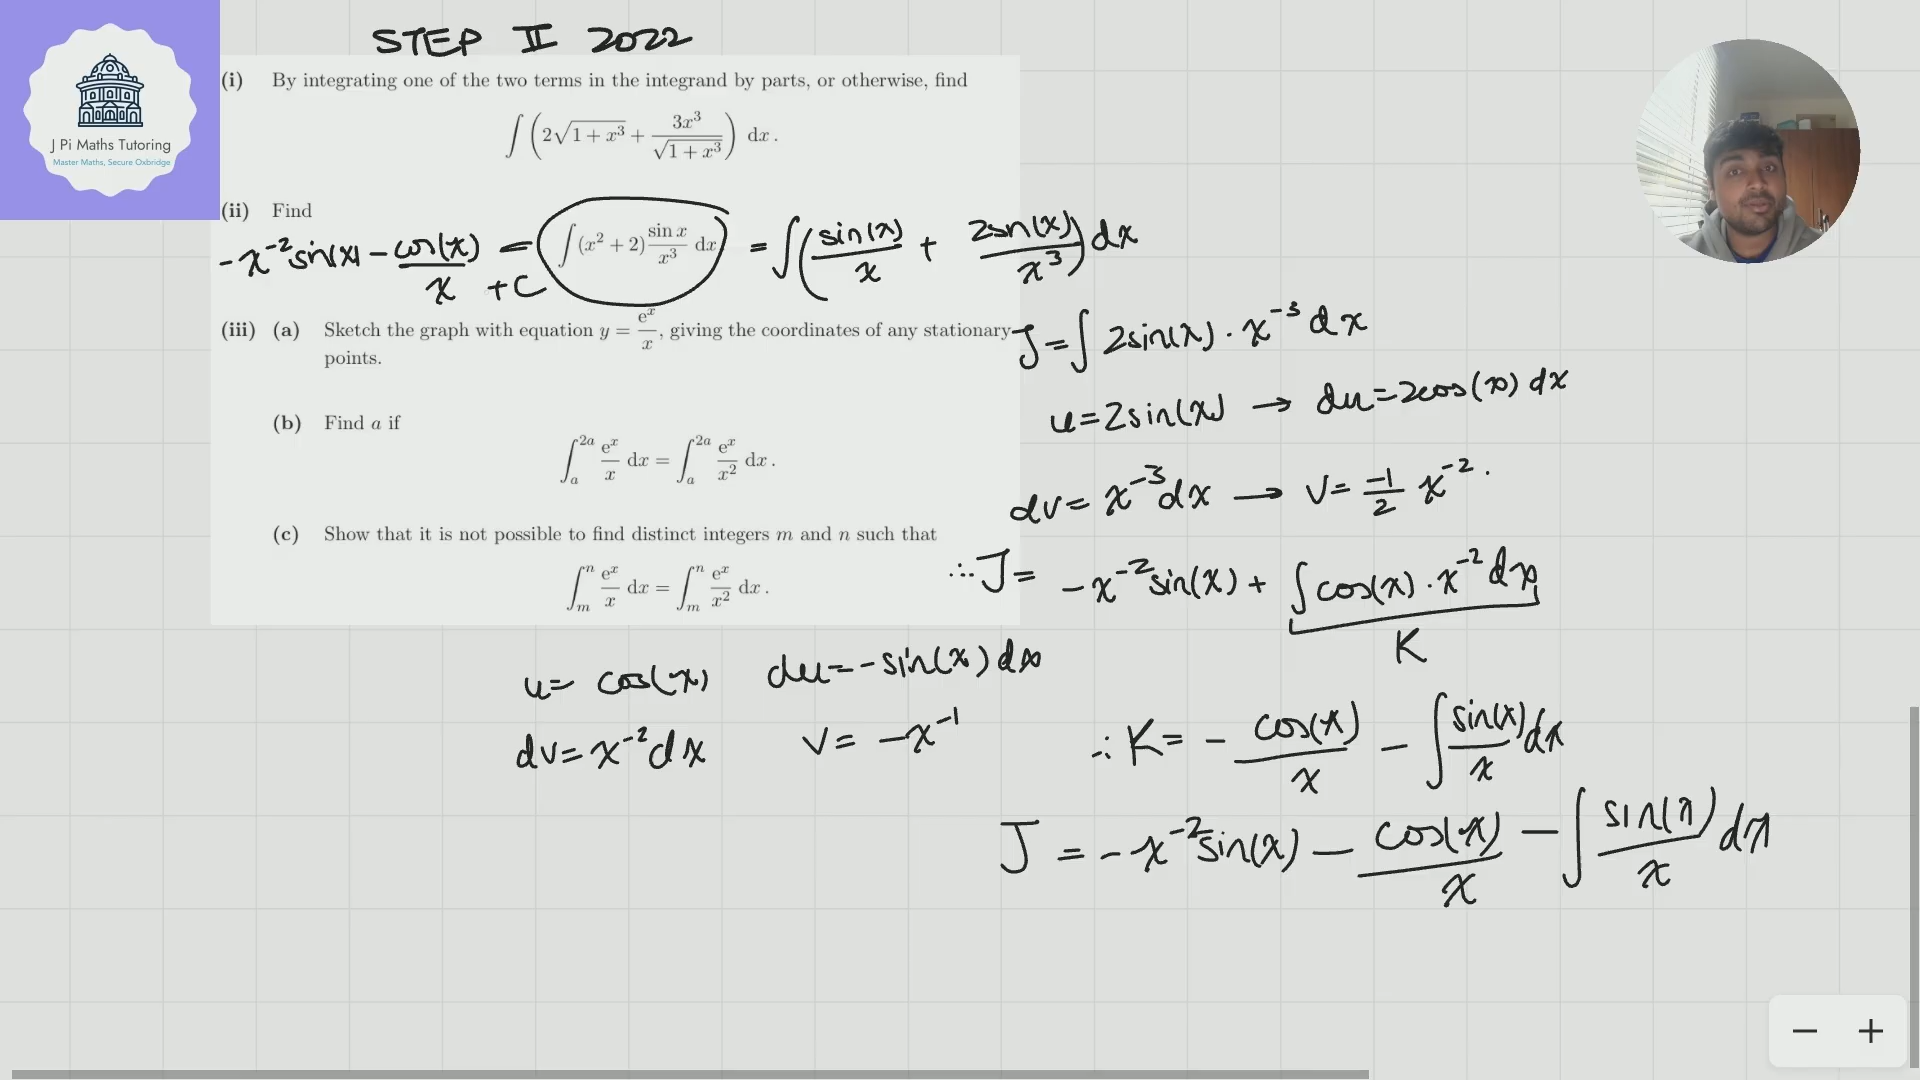 STEP II 2022
J Pi Maths Tutoring
Master Maths, Secure Oxbridge
(i) By integrating one of the two terms in the integrand by parts, or otherwise, find
∫ (2√(1 + x³) + 3x³/√(1 + x³)) dx .
(ii) Find
-x⁻² sin(x) - cos(x)/x + C = ∫ (x² + 2) sin x/x³ dx = ∫ (sin(x)/x + 2sin(x)/x³) dx
(iii) (a) Sketch the graph with equation y = eˣ/x, giving the coordinates of any stationary
points.
(b) Find a if
∫ₐ²ᵃ eˣ/x dx = ∫ₐ²ᵃ eˣ/x² dx .
(c) Show that it is not possible to find distinct integers m and n such that
∫ₘⁿ eˣ/x dx = ∫ₘⁿ eˣ/x² dx .
J = ∫ 2sin(x) · x⁻³ dx
u = 2sin(x) → du = 2cos(x) dx
dv = x⁻³ dx → v = -1/2 x⁻² .
∴ J = -x⁻² sin(x) + ∫ cos(x) · x⁻² dx
K
u = cos(x) du = -sin(x) dx
dv = x⁻² dx v = -x⁻¹
∴ K = - cos(x)/x - ∫ sin(x)/x dx
J = -x⁻² sin(x) - cos(x)/x - ∫ sin(x)/x dx
− +